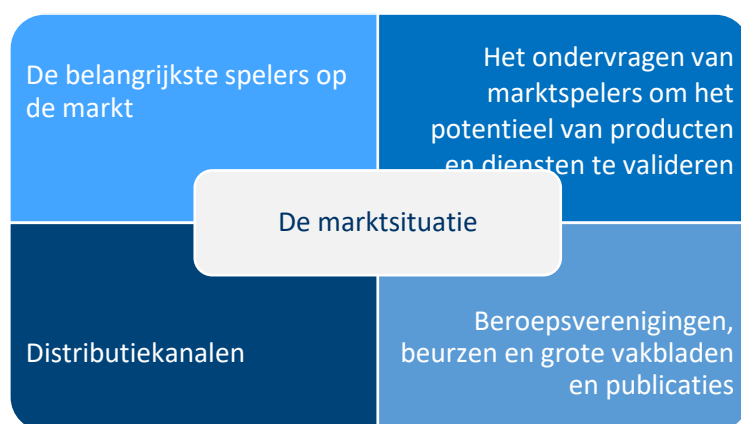 De belangrijkste spelers op
de markt
Het ondervragen van
marktspelers om het
potentieel van producten
en diensten te valideren
De marktsituatie
Distributiekanalen
Beroepsverenigingen,
beurzen en grote vakbladen
en publicaties